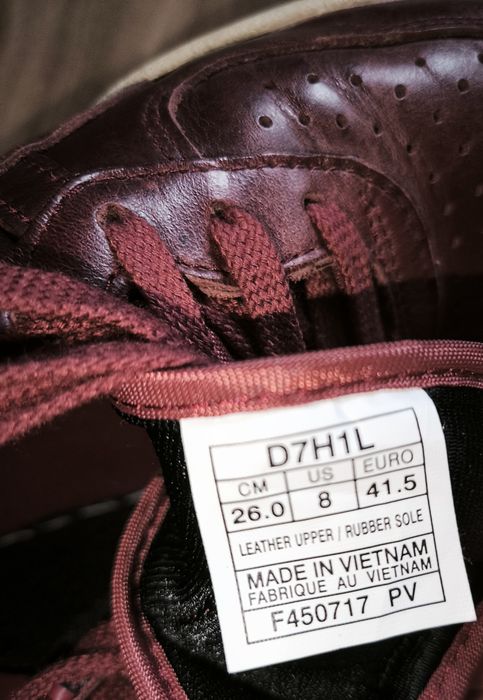 D7H1L
CM US EURO
26.0 8 41.5
LEATHER UPPER / RUBBER SOLE
MADE IN VIETNAM
FABRIQUE AU VIETNAM
F450717 PV